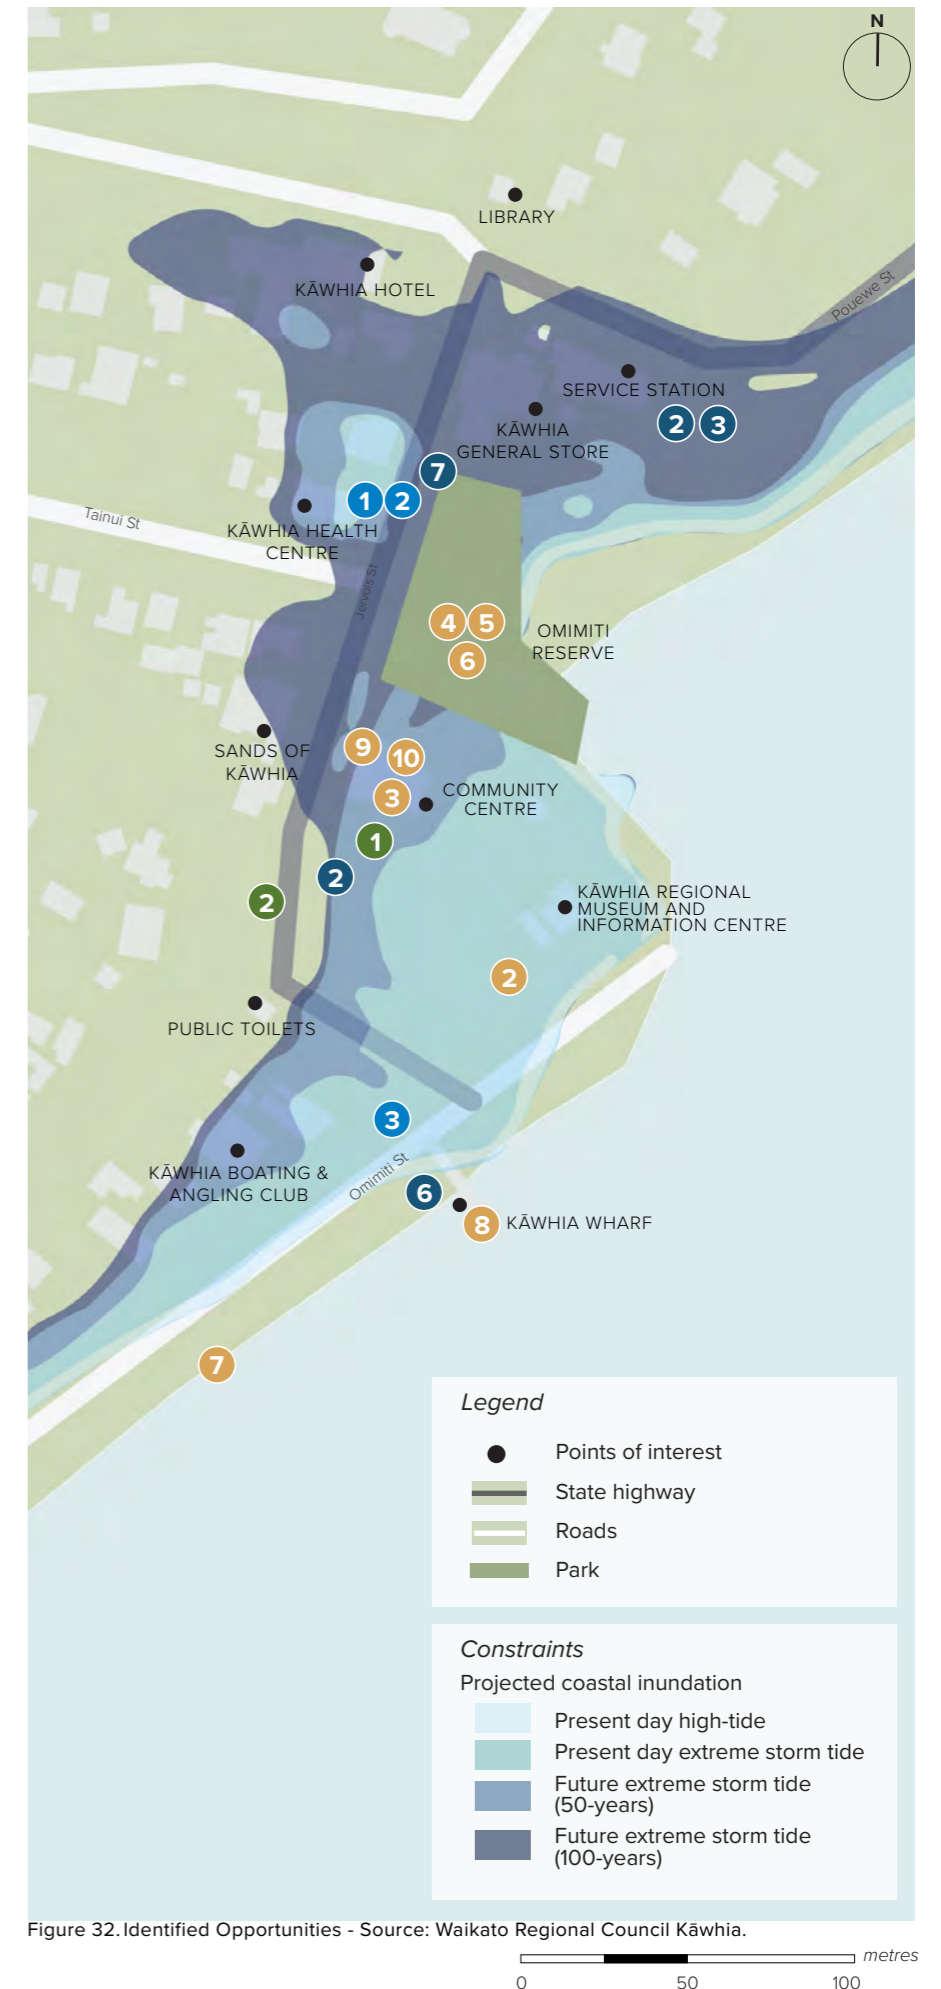 N
LIBRARY
KĀWHIA HOTEL
Pouewe St
SERVICE STATION
2 3
KĀWHIA
GENERAL STORE
7
1 2
Tainui St
KĀWHIA HEALTH
CENTRE
Jervois St
4 5
6
OMIMITI
RESERVE
SANDS OF
KĀWHIA
9
10
3
COMMUNITY
CENTRE
1
2
2
KĀWHIA REGIONAL
MUSEUM AND
INFORMATION CENTRE
2
PUBLIC TOILETS
3
KĀWHIA BOATING &
ANGLING CLUB
Omimiti St
6
8
KĀWHIA WHARF
7
Legend
Points of interest
State highway
Roads
Park
Constraints
Projected coastal inundation
Present day high-tide
Present day extreme storm tide
Future extreme storm tide
(50-years)
Future extreme storm tide
(100-years)
Figure 32. Identified Opportunities - Source: Waikato Regional Council Kāwhia.
metres
0 50 100